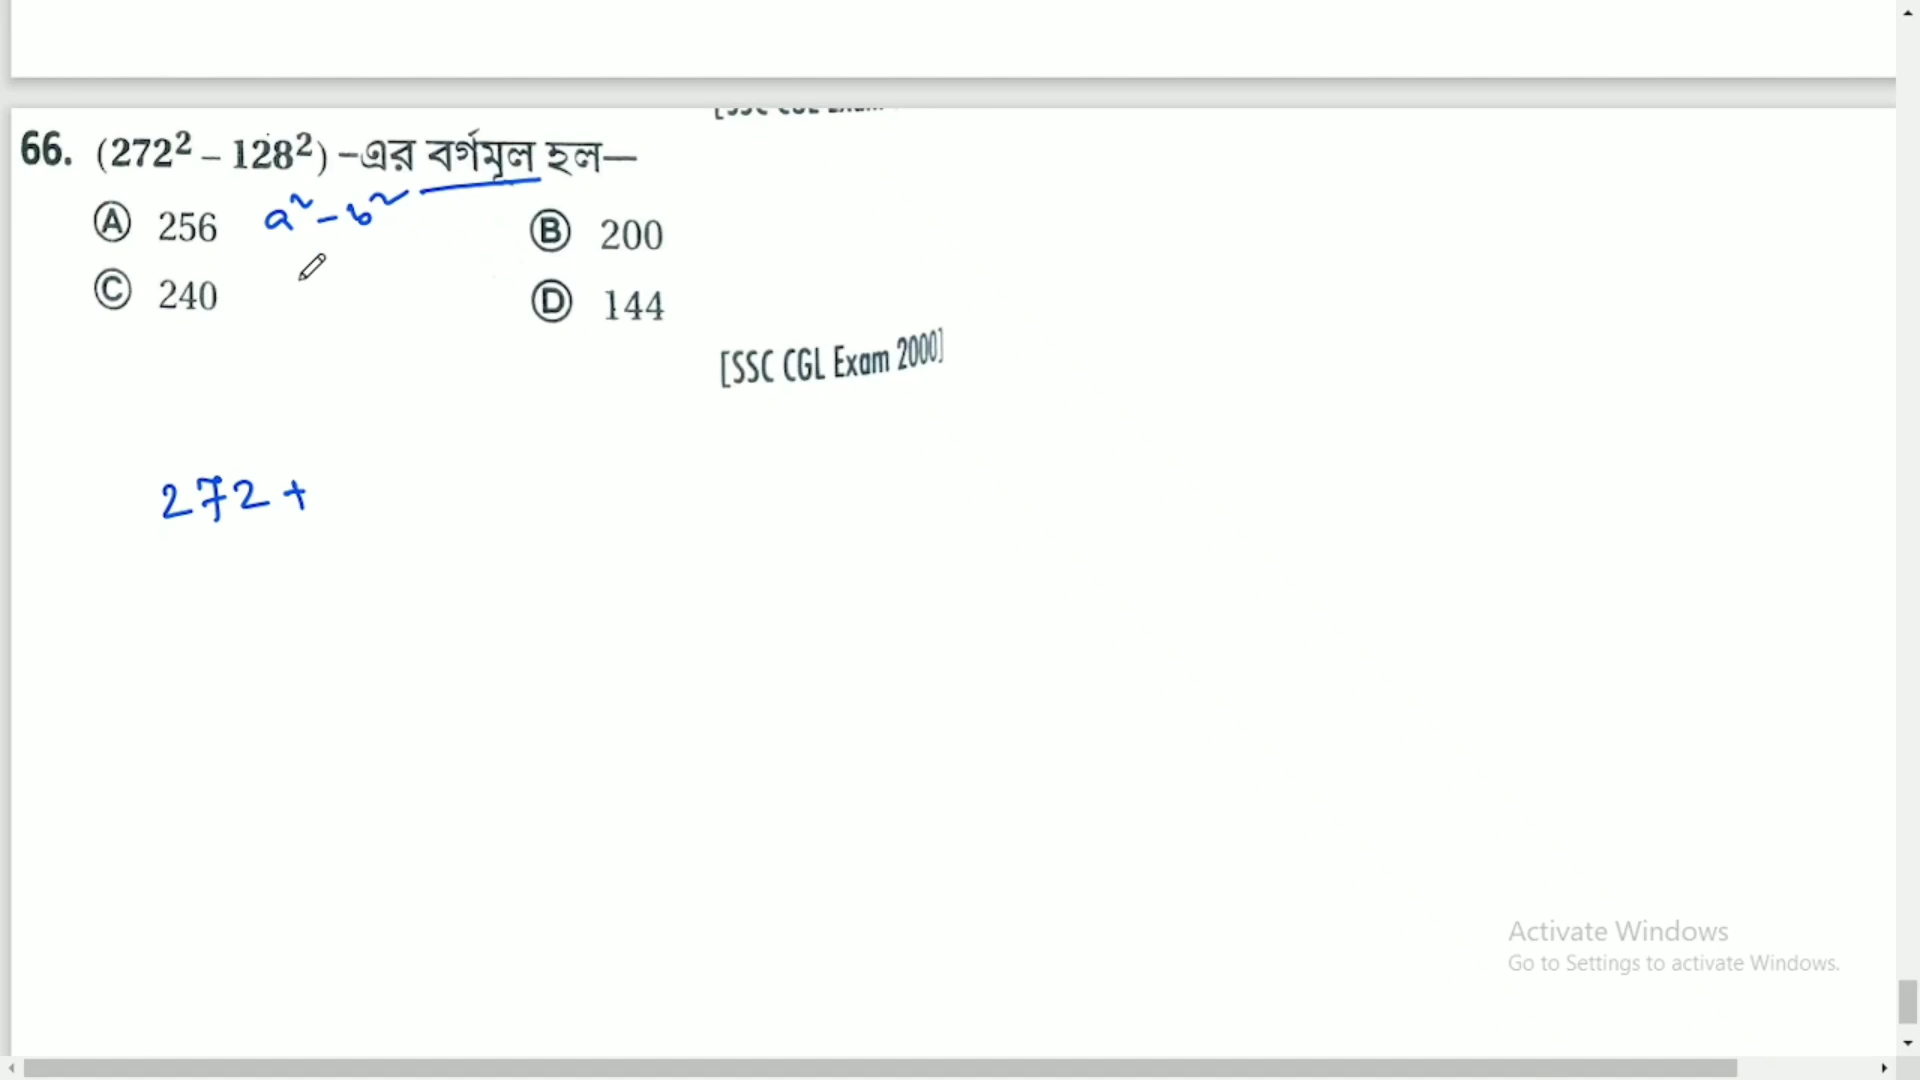 66. (272² – 128²) –এর বর্গমূল হল—
a² – b²
Ⓐ 256
Ⓑ 200
Ⓒ 240
Ⓓ 144
[SSC CGL Exam 2000]
272 +
Activate Windows
Go to Settings to activate Windows.